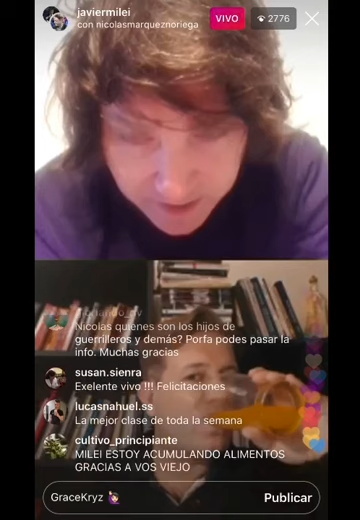 javiermilei
con nicolasmarqueznoriega
VIVO
2776
Nicolas quienes son los hijos de
guerrilleros y demás? Porfa podes pasar la
info. Muchas gracias
susan.sienra
Exelente vivo !!! Felicitaciones
lucasnahuel.ss
La mejor clase de toda la semana
cultivo_principiante
MILEI ESTOY ACUMULANDO ALIMENTOS
GRACIAS A VOS VIEJO
GraceKryz 🙋🏻‍♀️
Publicar